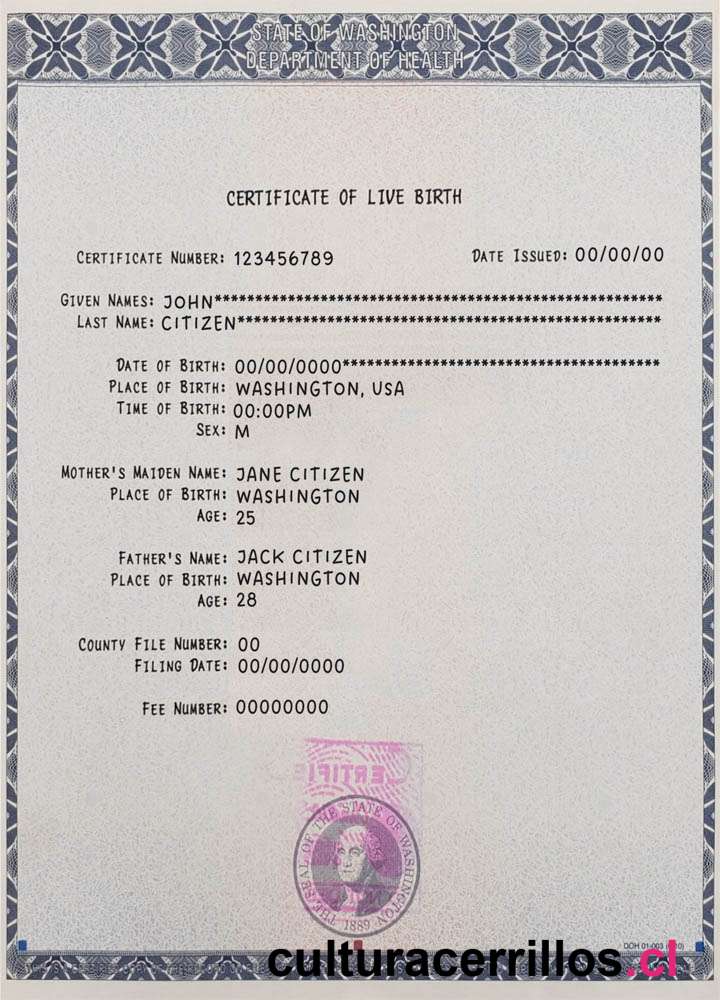 STATE OF WASHINGTON
DEPARTMENT OF HEALTH
CERTIFICATE OF LIVE BIRTH
CERTIFICATE NUMBER: 123456789
DATE ISSUED: 00/00/00
GIVEN NAMES: JOHN******************************************************
LAST NAME: CITIZEN***************************************************
DATE OF BIRTH: 00/00/0000***************************************
PLACE OF BIRTH: WASHINGTON, USA
TIME OF BIRTH: 00:00PM
SEX: M
MOTHER'S MAIDEN NAME: JANE CITIZEN
PLACE OF BIRTH: WASHINGTON
AGE: 25
FATHER'S NAME: JACK CITIZEN
PLACE OF BIRTH: WASHINGTON
AGE: 28
COUNTY FILE NUMBER: 00
FILING DATE: 00/00/0000
FEE NUMBER: 00000000
THE SEAL OF THE STATE OF WASHINGTON
1889
DOH 01-003
culturacerrillos.cl